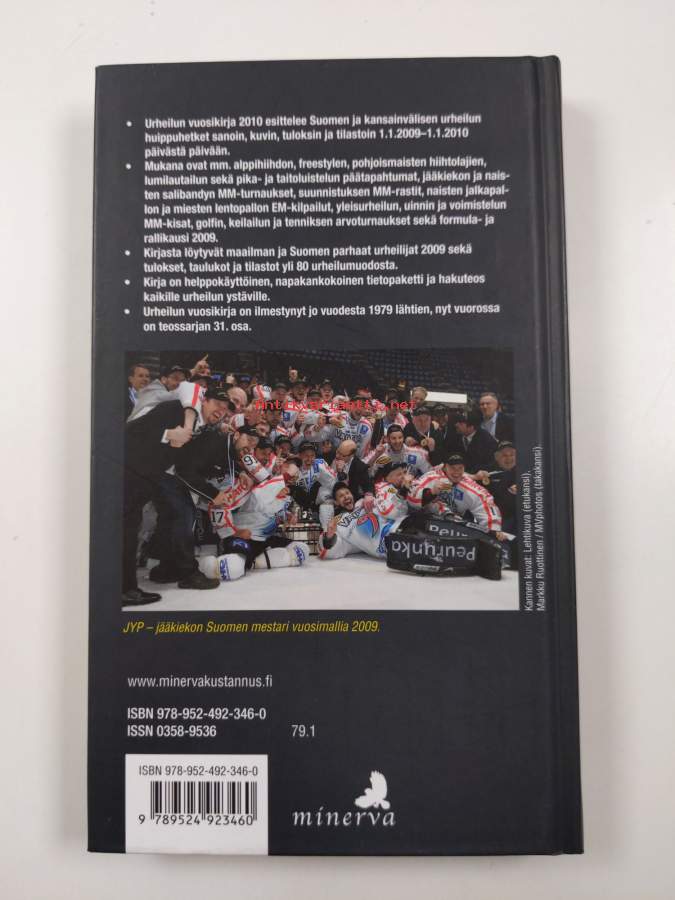 • Urheilun vuosikirja 2010 esittelee Suomen ja kansainvälisen urheilun
huippuhetket sanoin, kuvin, tuloksin ja tilastoin 1.1.2009–1.1.2010
päivästä päivään.
• Mukana ovat mm. alppihiihdon, freestylen, pohjoismaisten hiihtolajien,
lumilautailun sekä pika- ja taitoluistelun päätapahtumat, jääkiekon ja nais-
ten salibandyn MM-turnaukset, suunnistuksen MM-rastit, naisten jalkapal-
lon ja miesten lentopallon EM-kilpailut, yleisurheilun, uinnin ja voimistelun
MM-kisat, golfin, keilailun ja tenniksen arvoturnaukset sekä formula- ja
rallikausi 2009.
• Kirjasta löytyvät maailman ja Suomen parhaat urheilijat 2009 sekä
tulokset, taulukot ja tilastot yli 80 urheilumuodosta.
• Kirja on helppokäyttöinen, napakankokoinen tietopaketti ja hakuteos
kaikille urheilun ystäville.
• Urheilun vuosikirja on ilmestynyt jo vuodesta 1979 lähtien, nyt vuorossa
on teossarjan 31. osa.
antikvariaatti.net
17
Peurunka
Kannen kuvat: Lehtikuva (etukansi),
Markku Ruottinen / MVphotos (takakansi)
JYP – jääkiekon Suomen mestari vuosimallia 2009.
www.minervakustannus.fi
ISBN 978-952-492-346-0
ISSN 0358-9536
79.1
ISBN 978-952-492-346-0
9 789524 923460
minerva